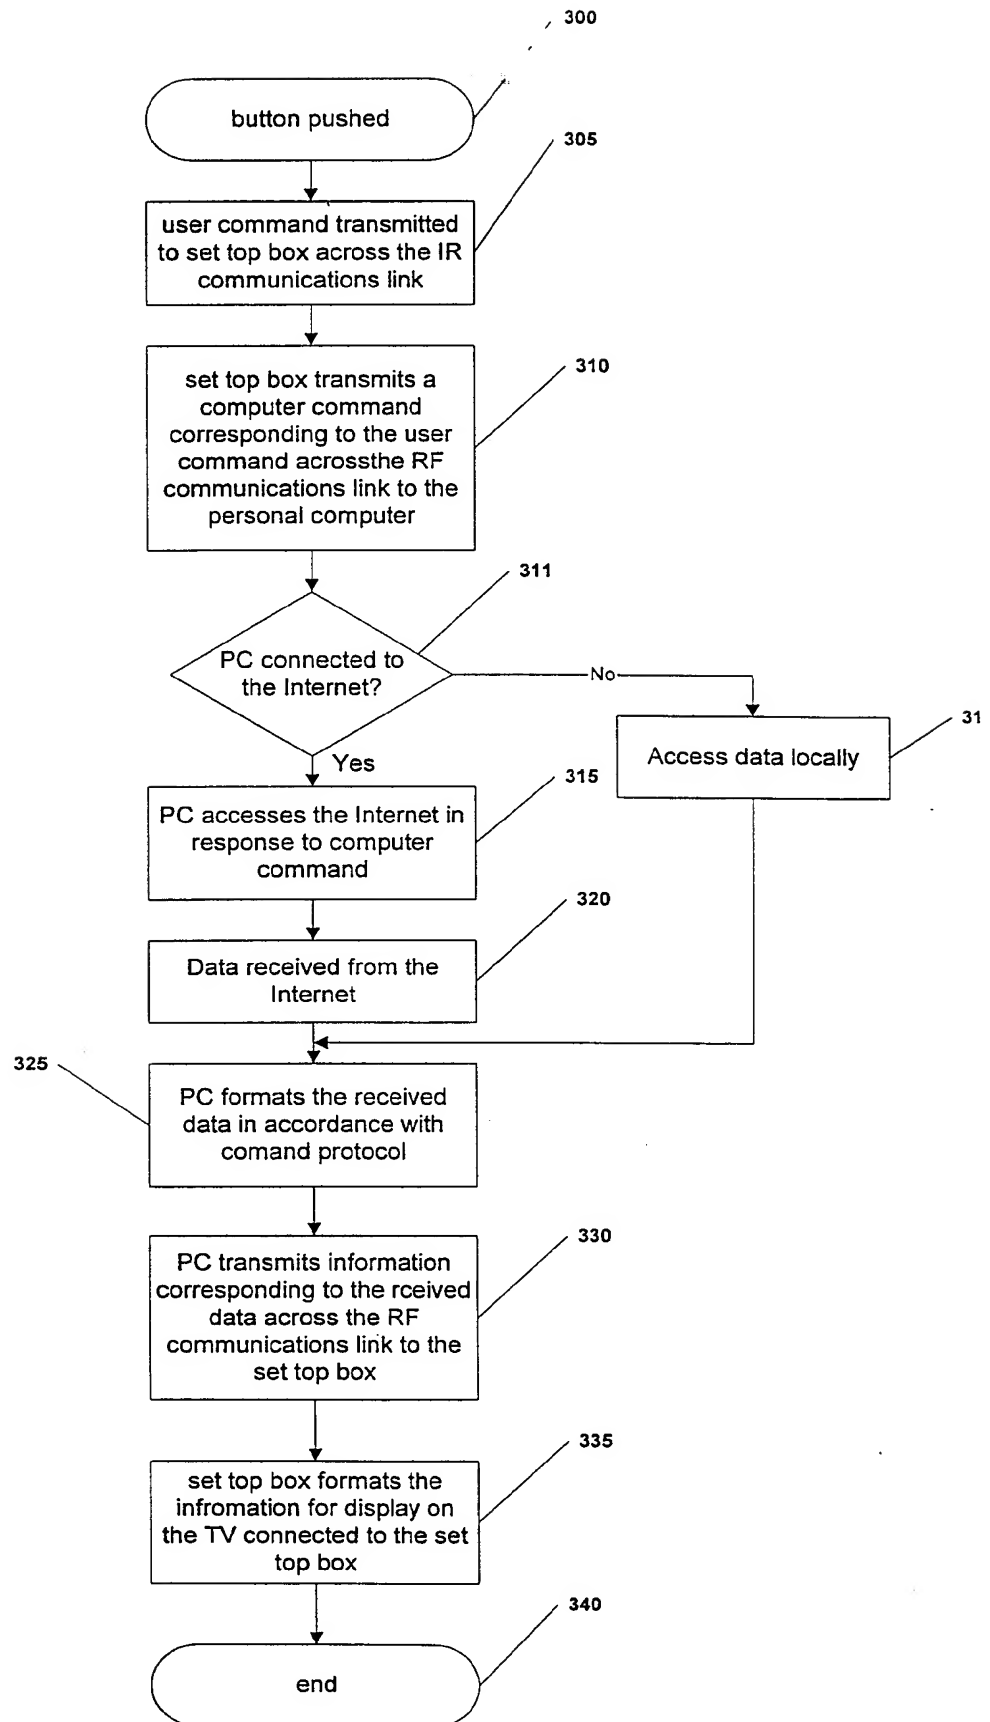 300
button pushed
305
user command transmitted
to set top box across the IR
communications link
310
set top box transmits a
computer command
corresponding to the user
command acrossthe RF
communications link to the
personal computer
311
PC connected to
the Internet?
No
31
Access data locally
Yes
315
PC accesses the Internet in
response to computer
command
320
Data received from the
Internet
325
PC formats the received
data in accordance with
comand protocol
330
PC transmits information
corresponding to the rceived
data across the RF
communications link to the
set top box
335
set top box formats the
infromation for display on
the TV connected to the set
top box
340
end